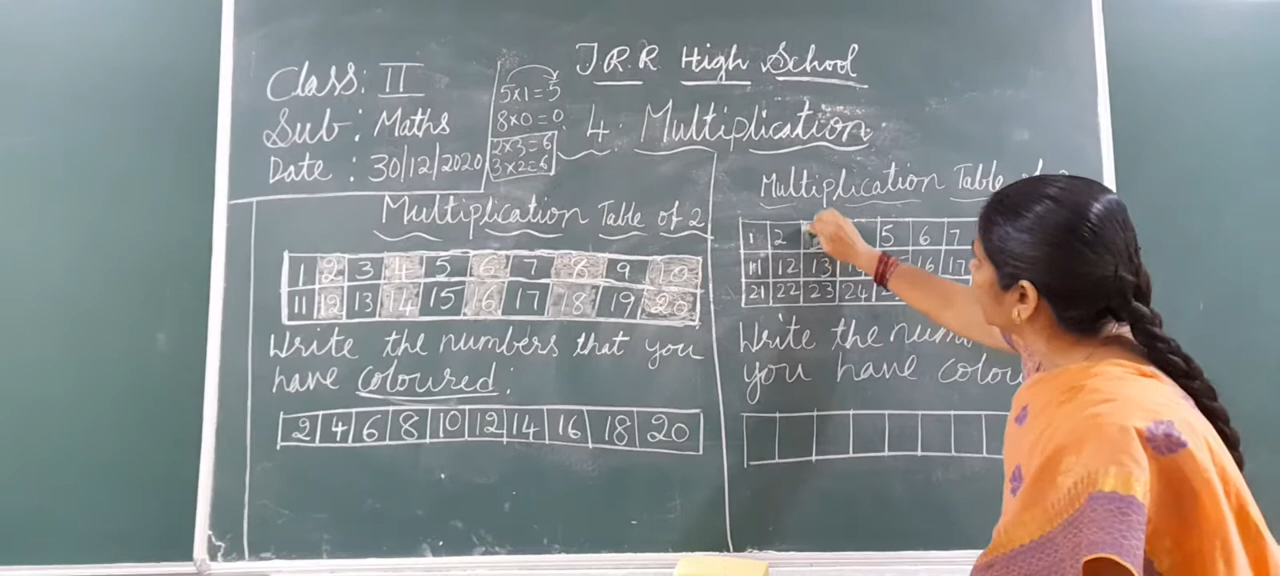 Class: II
Sub: Maths
Date: 30/12/2020
5×1=5
8×0=0
2×3=6
3×2=6
J.R.R High School
4. Multiplication
Multiplication Table of 2
1 2 3 4 5 6 7 8 9 10
11 12 13 14 15 16 17 18 19 20
Write the numbers that you
have coloured:
2 4 6 8 10 12 14 16 18 20
Multiplication Table of
1 2 5 6 7
11 12 13 16 17
21 22 23 24
Write the
you have